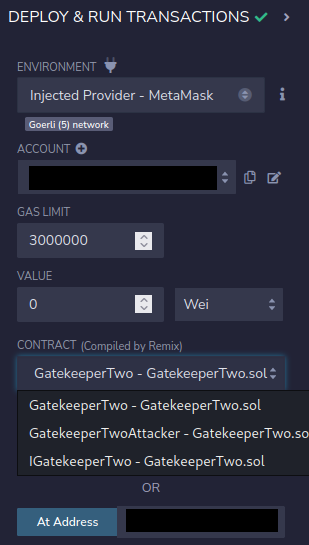 DEPLOY & RUN TRANSACTIONS
ENVIRONMENT
Injected Provider - MetaMask
Goerli (5) network
ACCOUNT
GAS LIMIT
3000000
VALUE
0 Wei
CONTRACT (Compiled by Remix)
GatekeeperTwo - GatekeeperTwo.sol
GatekeeperTwo - GatekeeperTwo.sol
GatekeeperTwoAttacker - GatekeeperTwo.so
IGatekeeperTwo - GatekeeperTwo.sol
OR
At Address